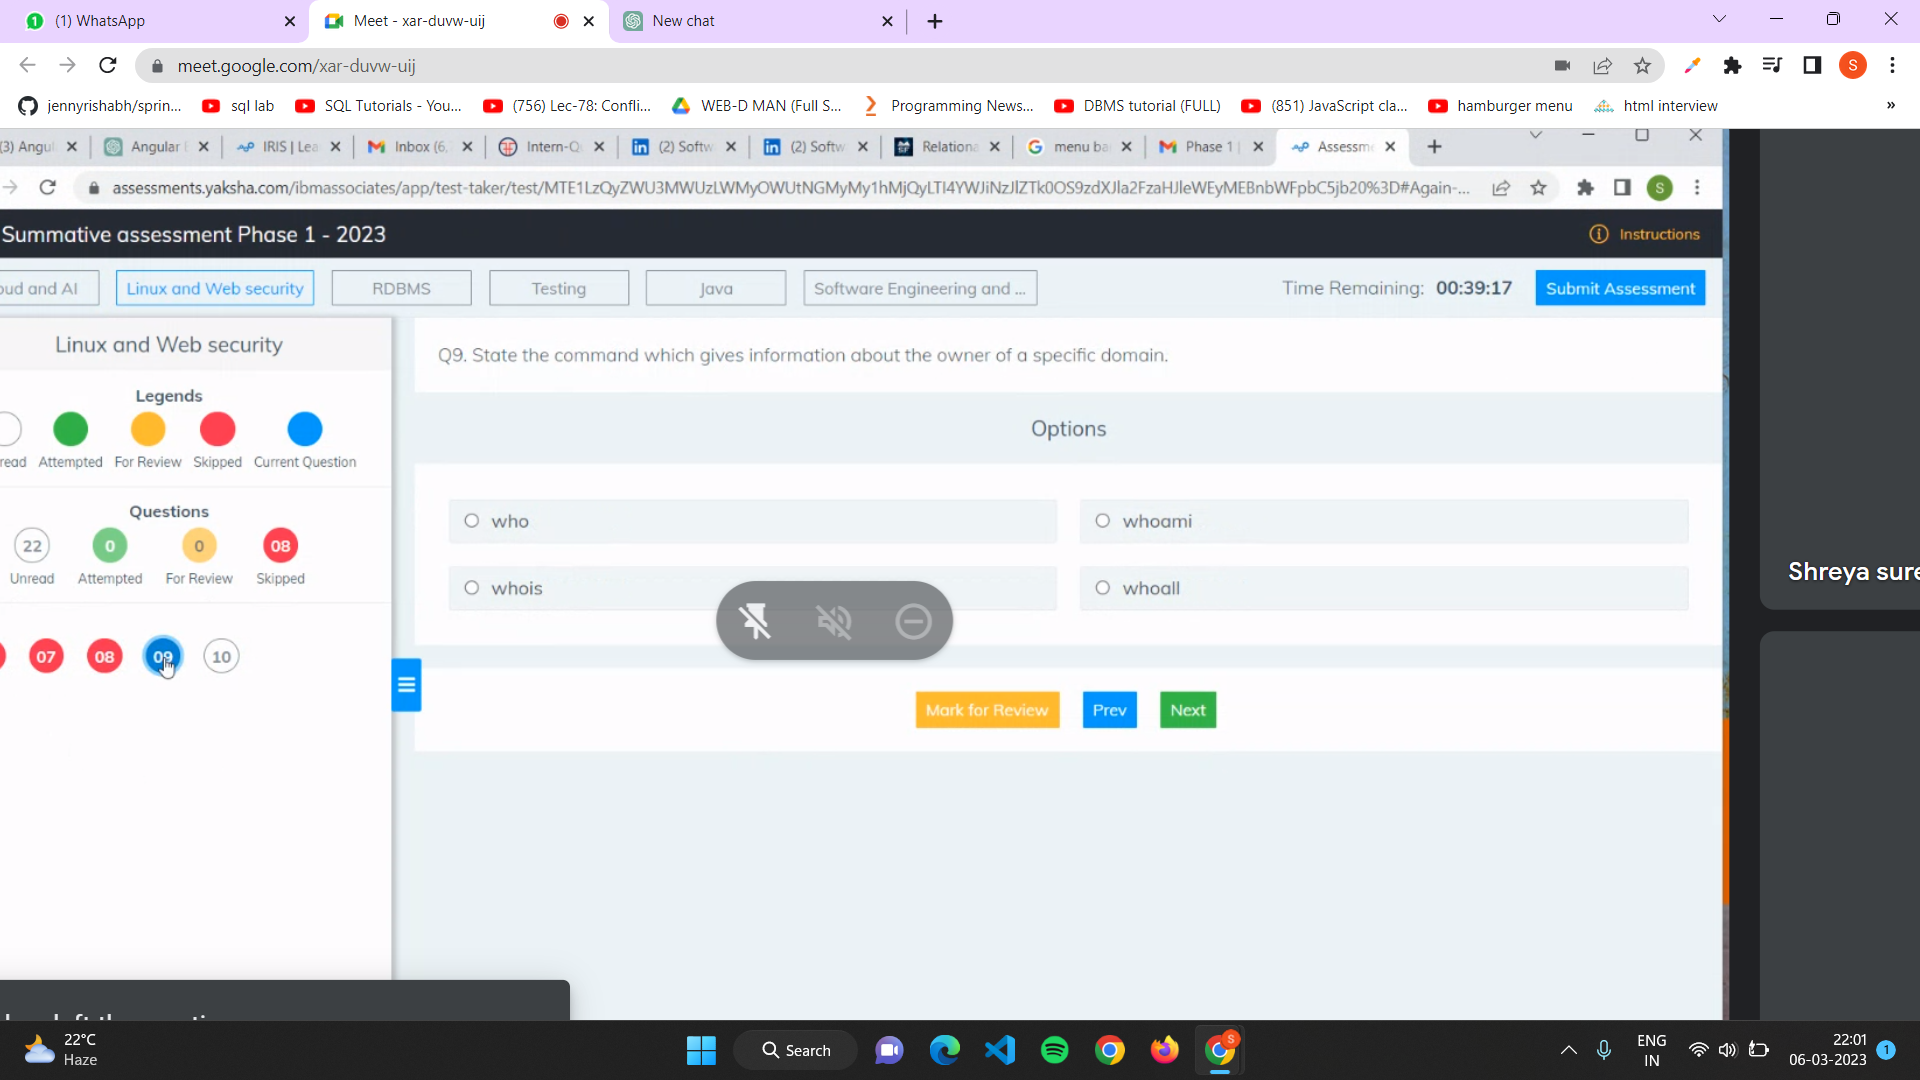 (1) WhatsApp
Meet - xar-duvw-uij
New chat
meet.google.com/xar-duvw-uij
S
jennyrishabh/sprin...
sql lab
SQL Tutorials - You...
(756) Lec-78: Confli...
WEB-D MAN (Full S...
Programming News...
DBMS tutorial (FULL)
(851) JavaScript cla...
hamburger menu
html interview
»
(3) Angul
Angular
IRIS | Lea
Inbox (6,
Intern-Q
(2) Softw
(2) Softw
Relationa
menu ba
Phase 1 |
Assessm
assessments.yaksha.com/ibmassociates/app/test-taker/test/
S
Summative assessment Phase 1 - 2023
Instructions
oud and AI
Linux and Web security
RDBMS
Testing
Java
Software Engineering and ...
Time Remaining: 00:39:17
Submit Assessment
Linux and Web security
Legends
read
Attempted
For Review
Skipped
Current Question
Questions
22
0
0
08
Unread
Attempted
For Review
Skipped
07
08
09
10
Q9. State the command which gives information about the owner of a specific domain.
Options
who
whoami
whois
whoall
Mark for Review
Prev
Next
Shreya sure
22°C
Haze
Search
S
ENG
IN
22:01
06-03-2023
1